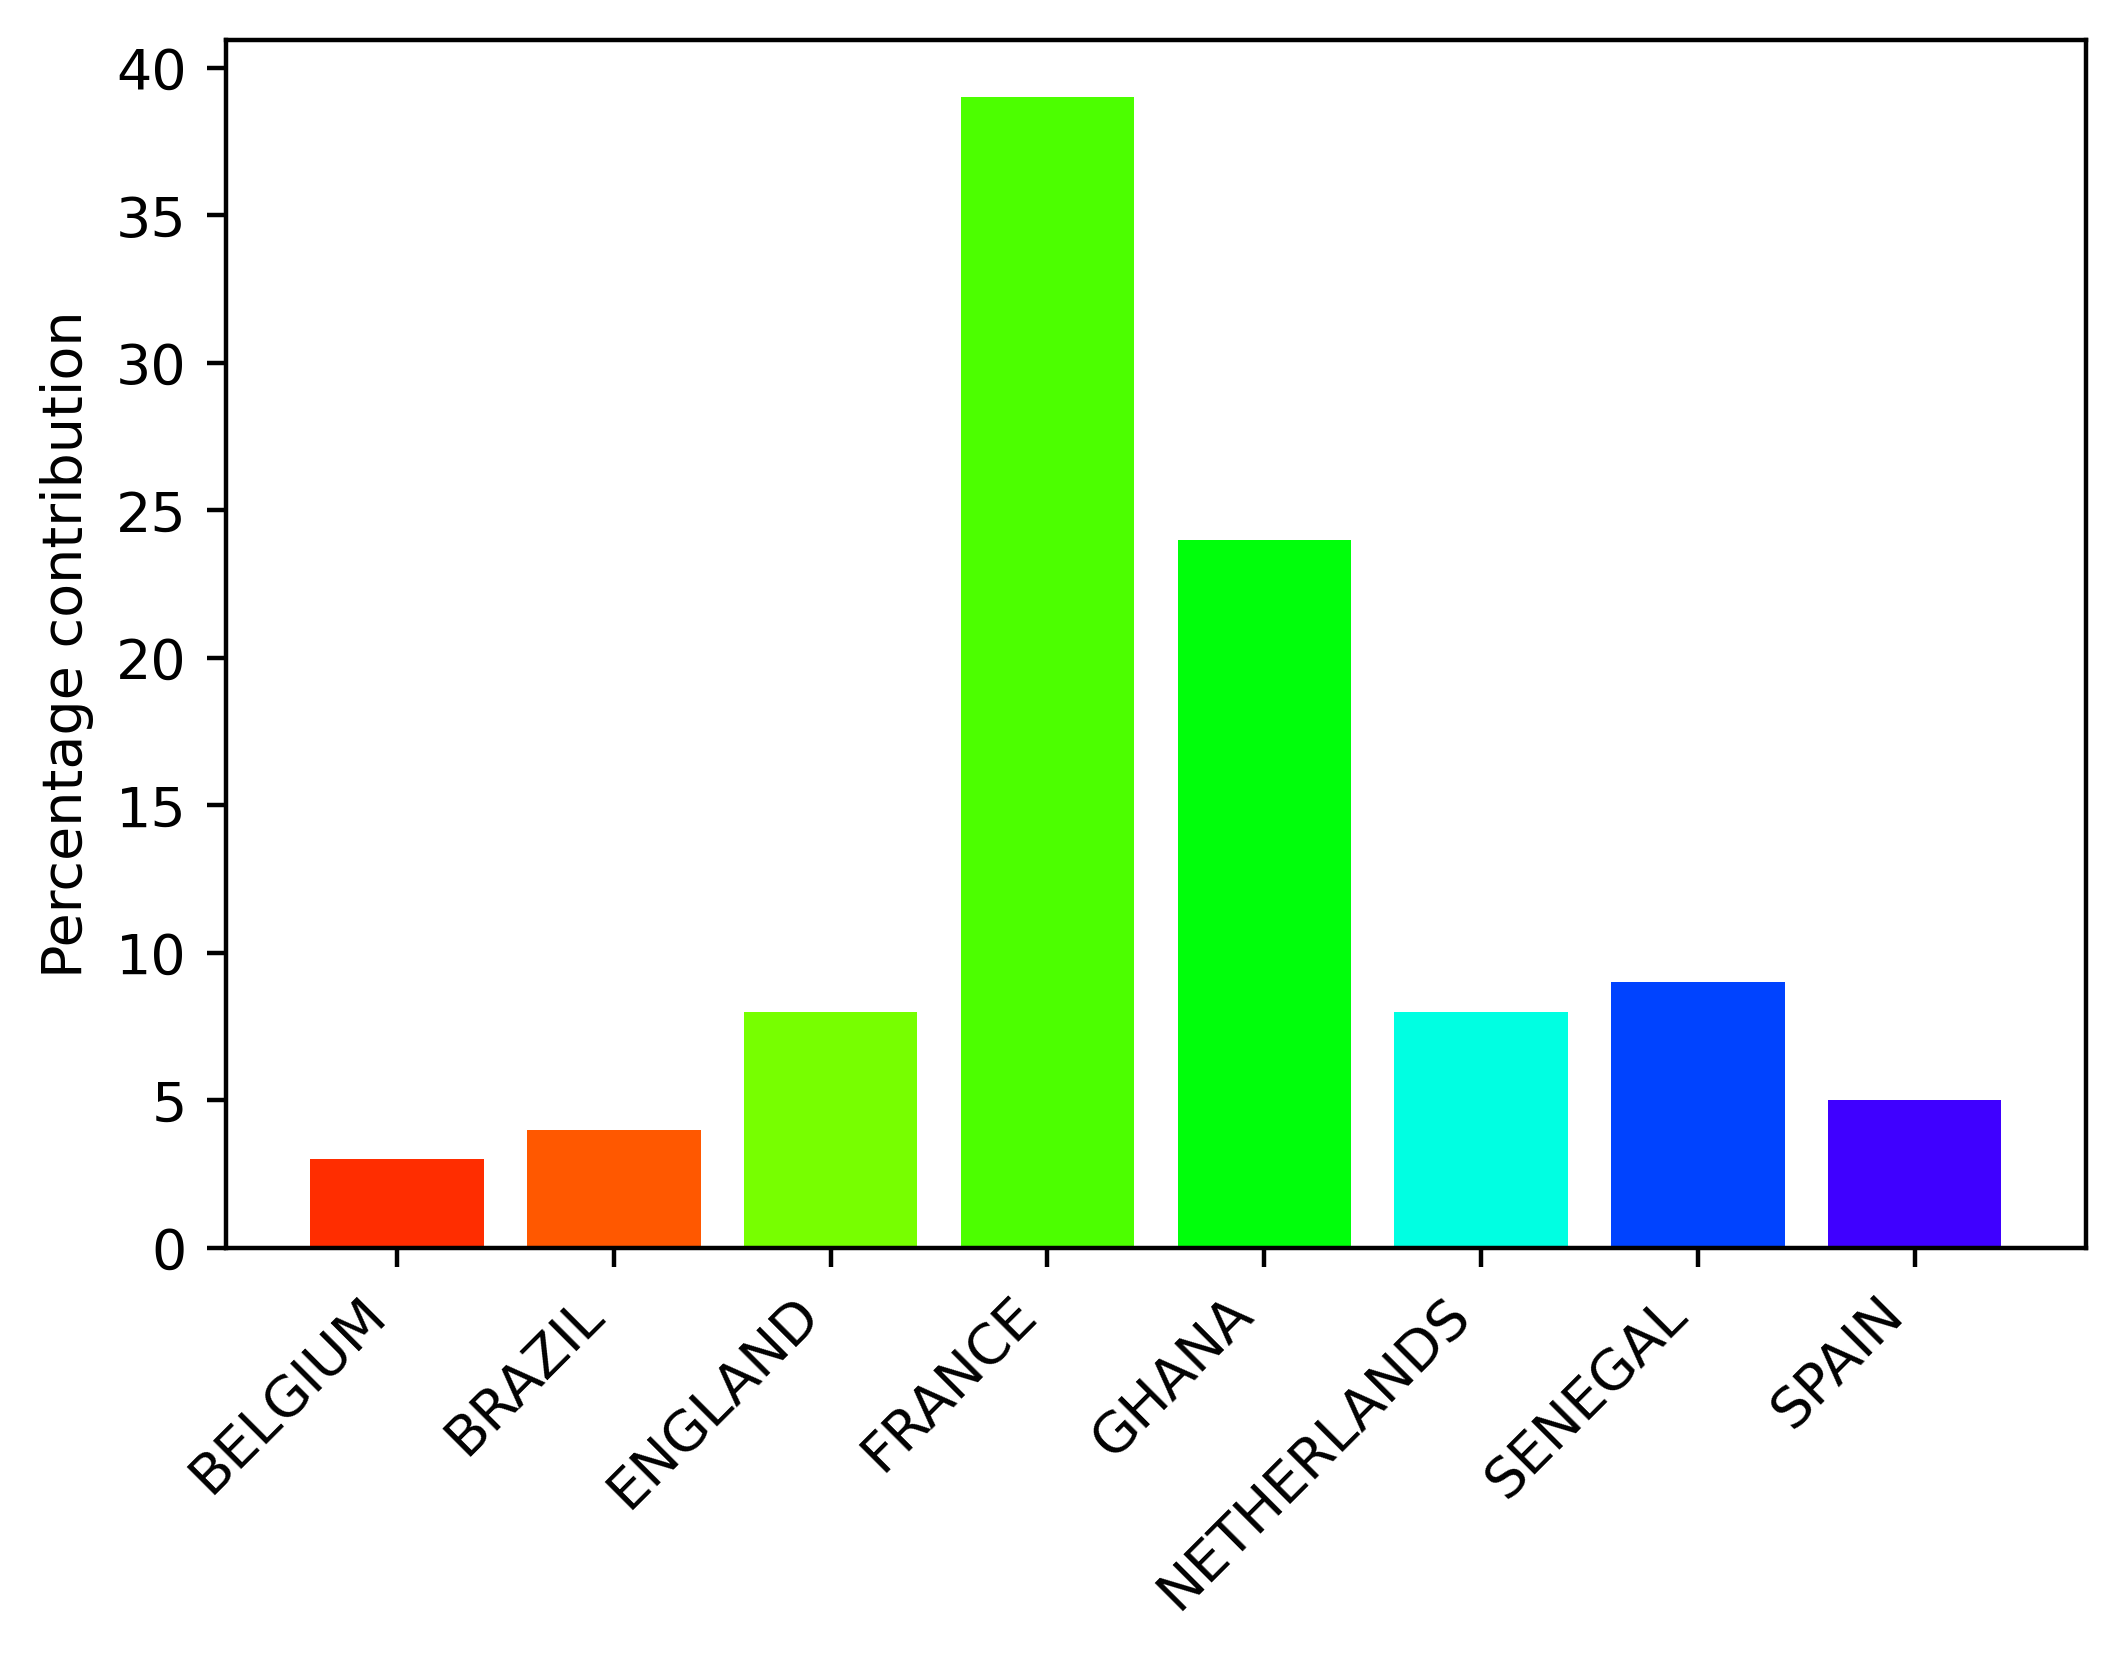 Percentage contribution
40
35
30
25
20
15
10
5
0
BELGIUM
BRAZIL
ENGLAND
FRANCE
GHANA
NETHERLANDS
SENEGAL
SPAIN